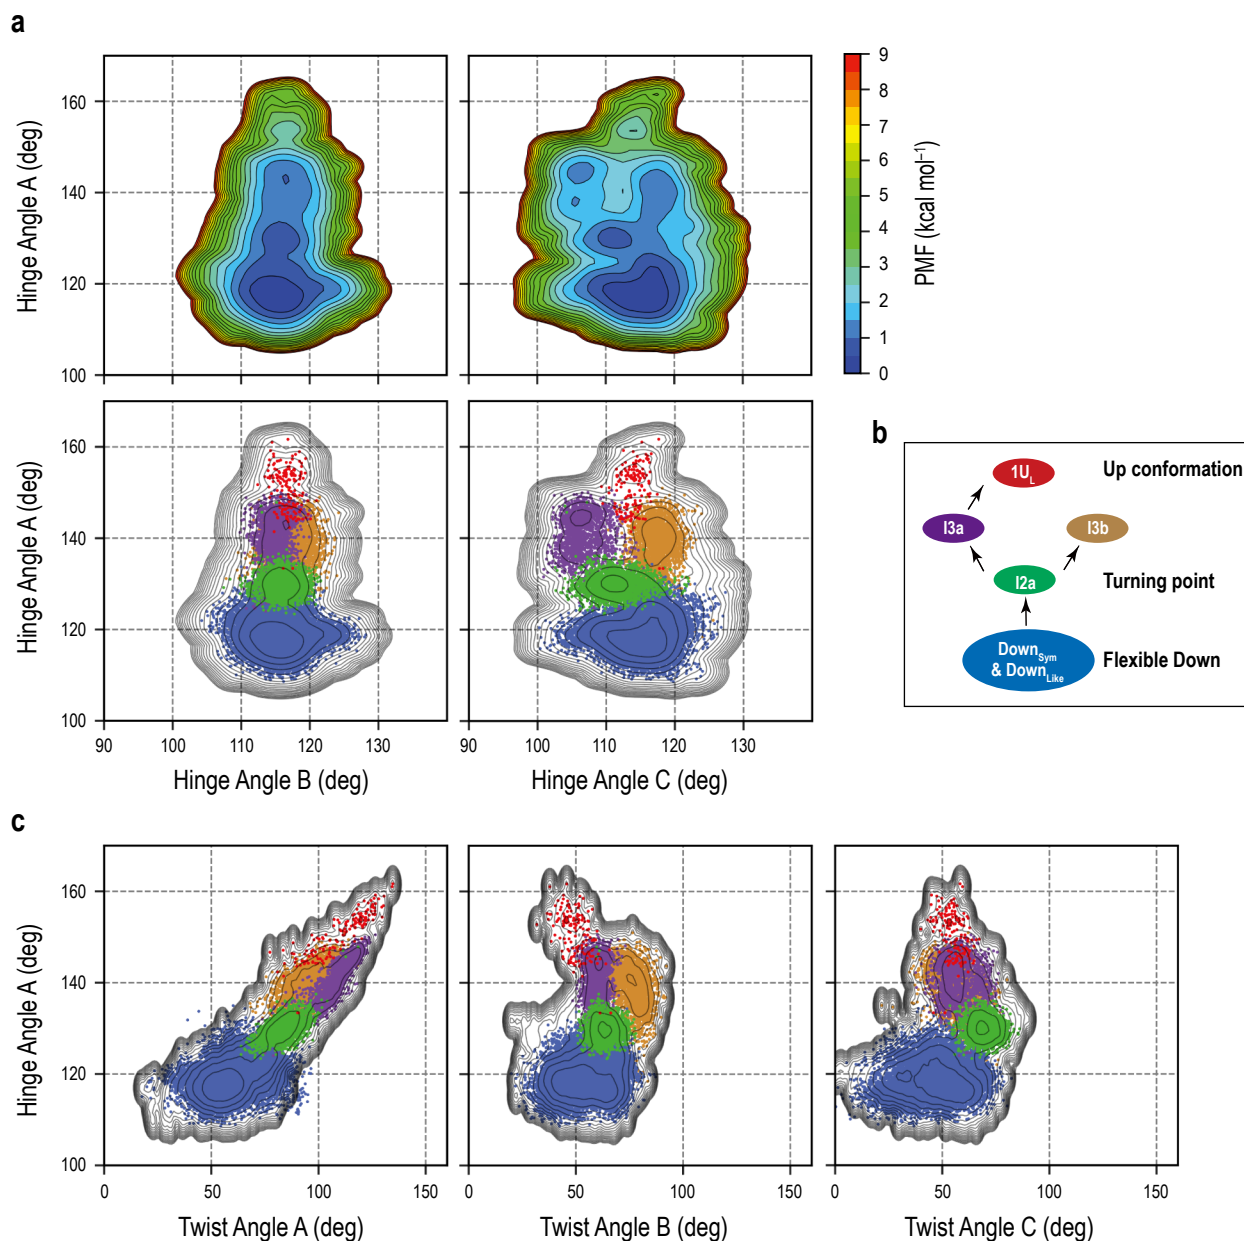 a
160
140
120
100
Hinge Angle A (deg)
9
8
7
6
5
4
3
2
1
0
PMF (kcal mol⁻¹)
160
140
120
100
Hinge Angle A (deg)
90 100 110 120 130
90 100 110 120 130
Hinge Angle B (deg)
Hinge Angle C (deg)
b
1U_L Up conformation
I3a I3b
I2a Turning point
Down_Sym
& Down_Like Flexible Down
c
160
140
120
100
Hinge Angle A (deg)
0 50 100 150
0 50 100 150
0 50 100 150
Twist Angle A (deg)
Twist Angle B (deg)
Twist Angle C (deg)